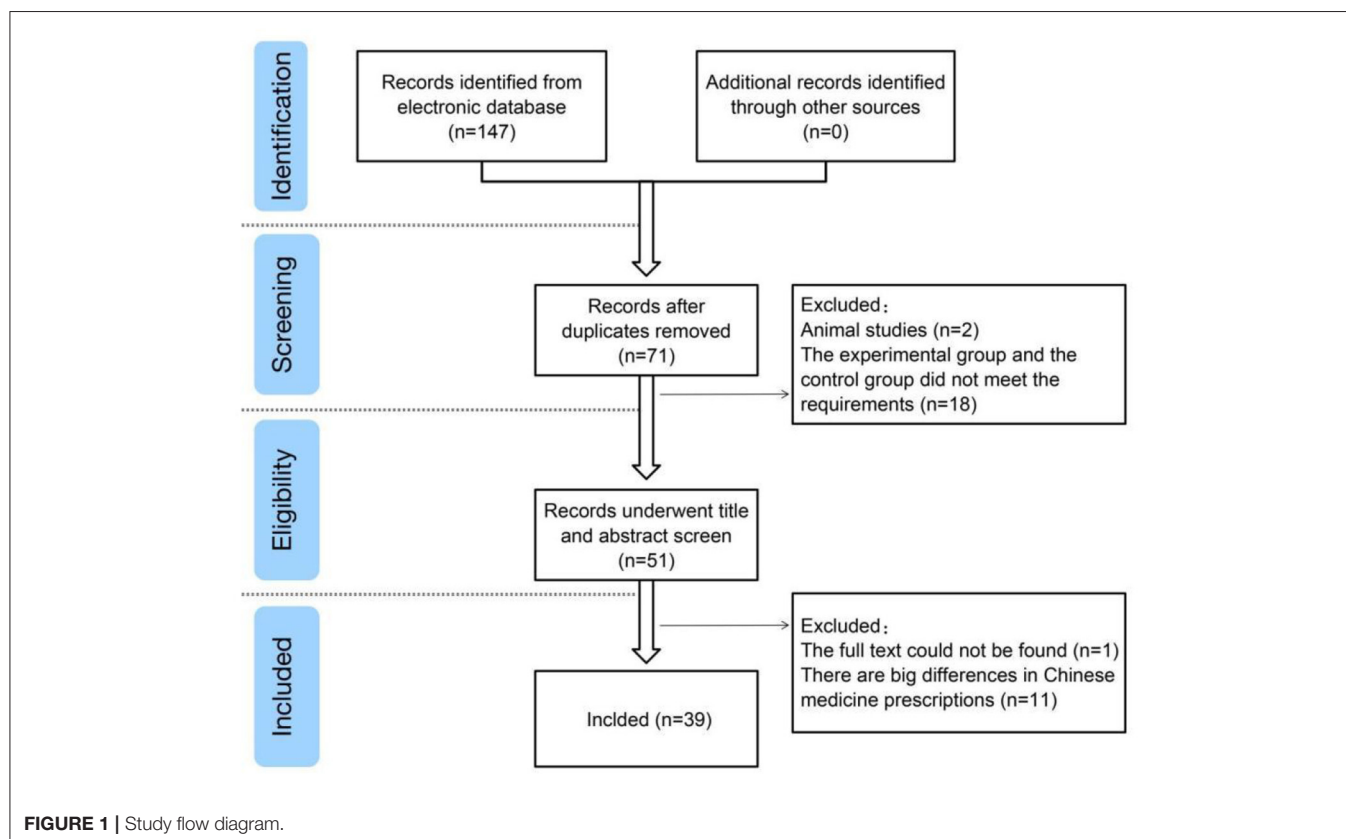 Identification
Records identified from
electronic database
(n=147)
Additional records identified
through other sources
(n=0)
Screening
Records after
duplicates removed
(n=71)
Excluded：
Animal studies (n=2)
The experimental group and the
control group did not meet the
requirements (n=18)
Eligibility
Records underwent title
and abstract screen
(n=51)
Included
Inclded (n=39)
Excluded：
The full text could not be found (n=1)
There are big differences in Chinese
medicine prescriptions (n=11)
FIGURE 1 | Study flow diagram.